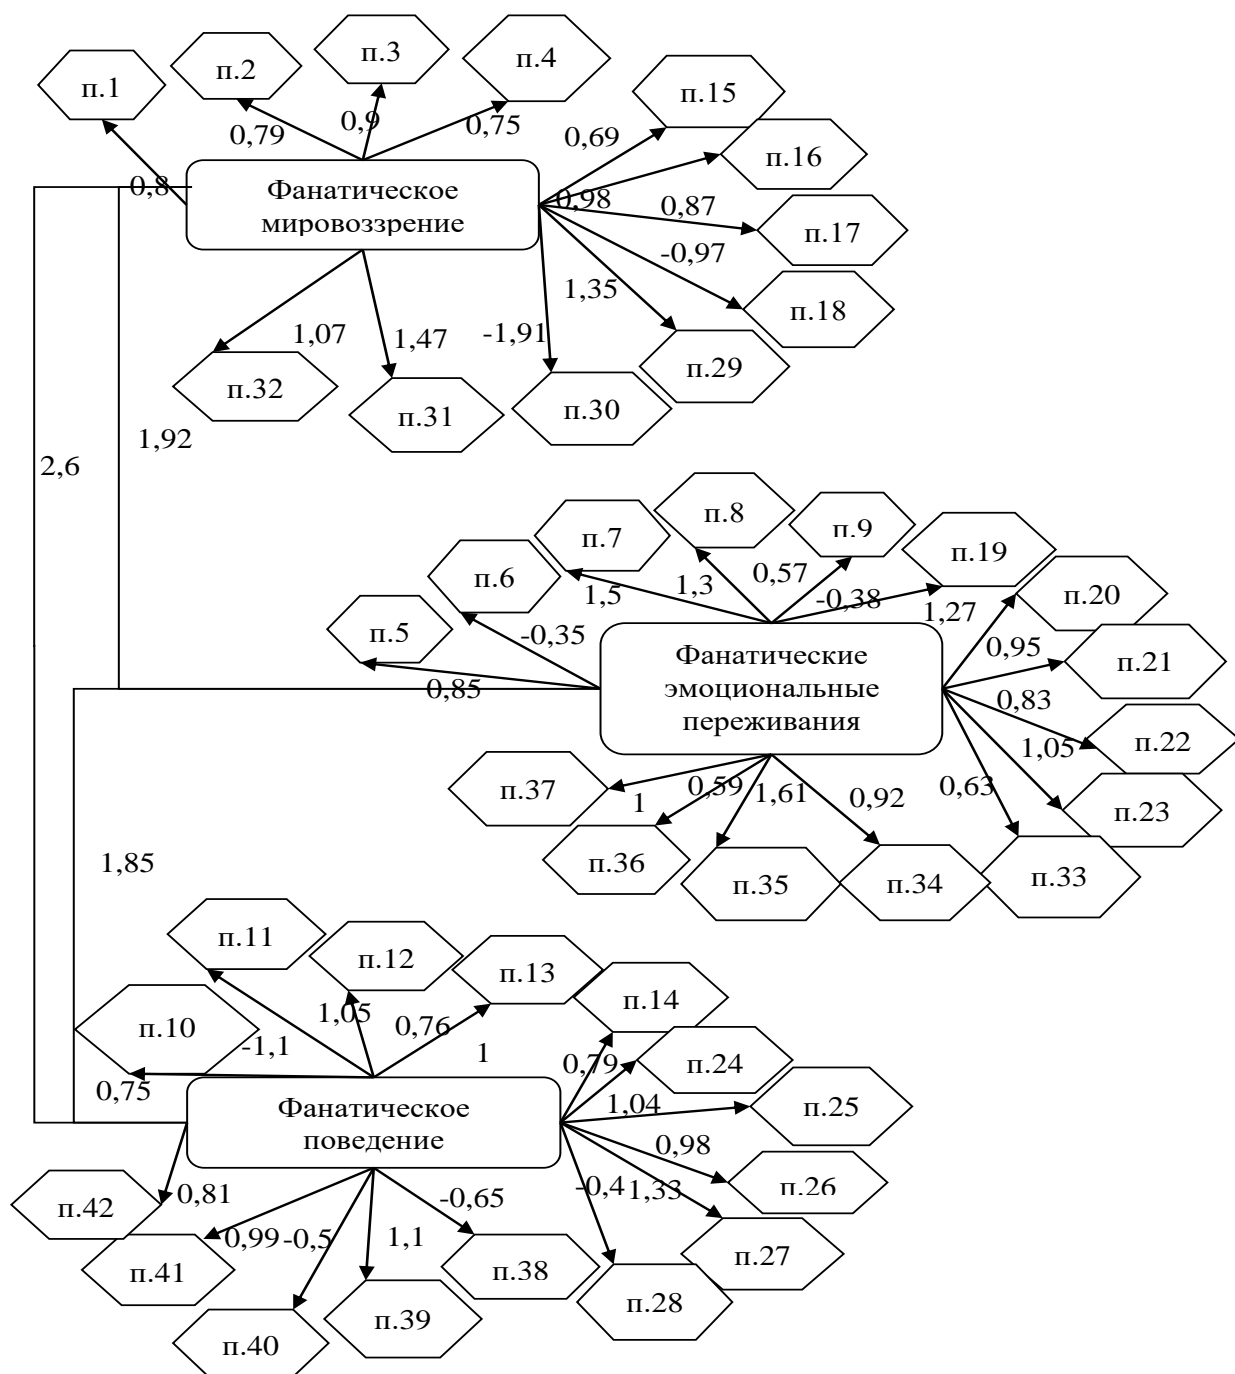 п.1
п.2
п.3
п.4
п.15
п.16
п.17
п.18
0,8
0,79
0,9
0,75
0,69
0,98
0,87
-0,97
Фанатическое
мировоззрение
1,35
-1,91
1,47
1,07
п.29
п.30
п.31
п.32
1,92
2,6
п.5
п.6
п.7
п.8
п.9
п.19
п.20
п.21
п.22
п.23
0,85
-0,35
1,5
1,3
0,57
-0,38
1,27
0,95
0,83
1,05
0,63
Фанатические
эмоциональные
переживания
1
0,59
1,61
0,92
п.37
п.36
п.35
п.34
п.33
1,85
п.10
п.11
п.12
п.13
п.14
п.24
п.25
п.26
п.27
п.28
0,75
-1,1
1,05
0,76
1
0,79
1,04
0,98
1,33
-0,4
Фанатическое
поведение
0,81
0,99
-0,5
1,1
-0,65
п.42
п.41
п.40
п.39
п.38